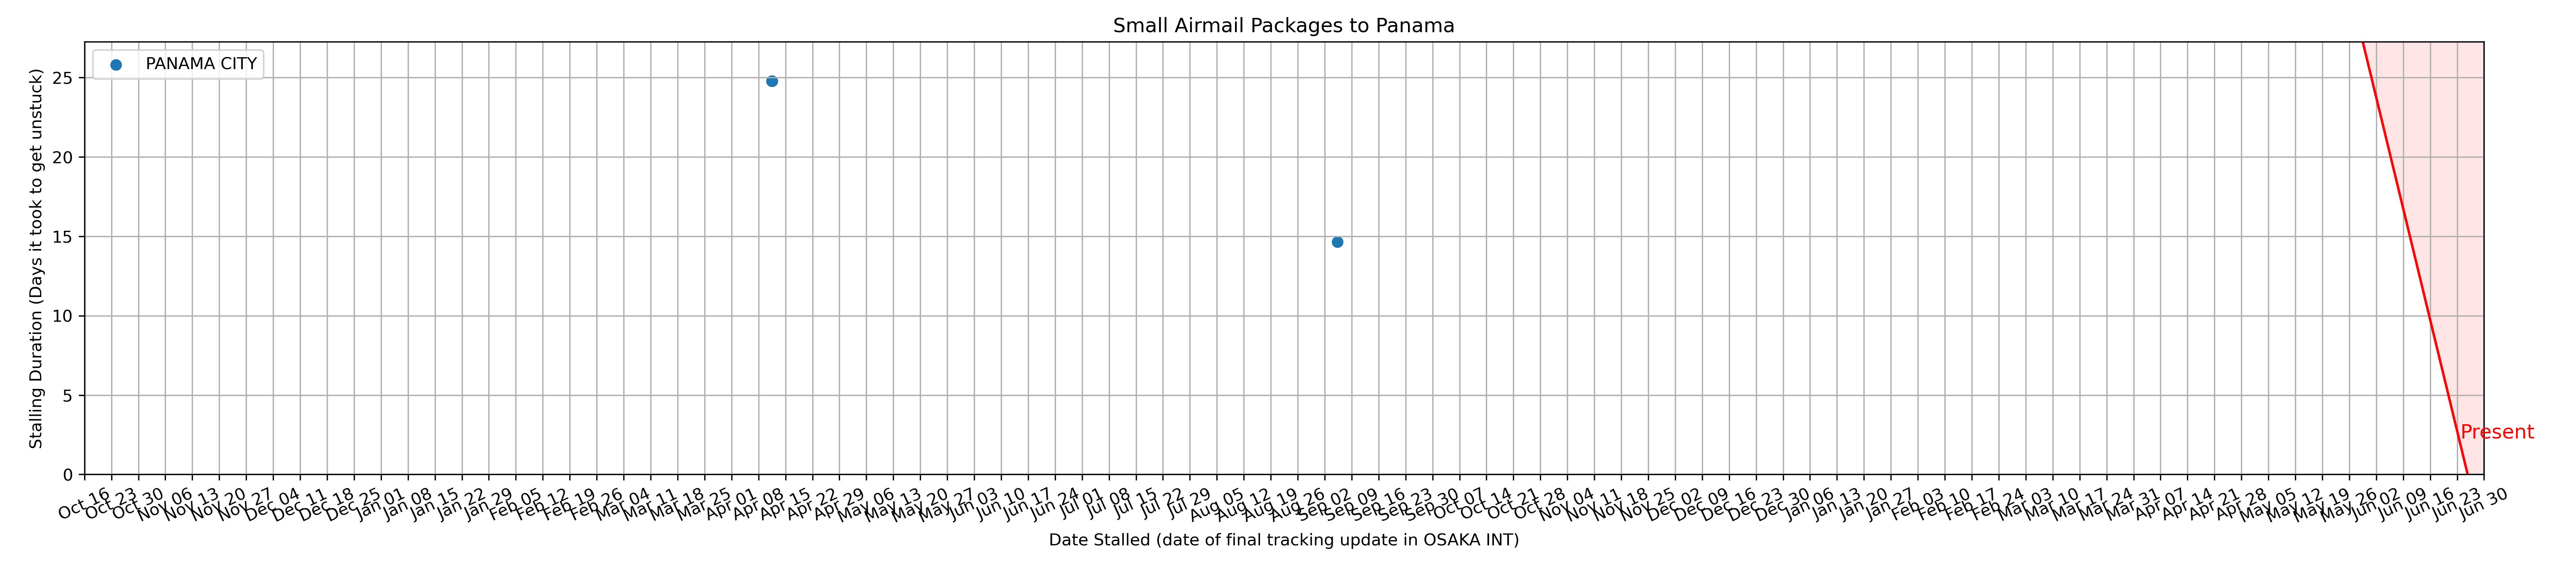 Small Airmail Packages to Panama
PANAMA CITY
Stalling Duration (Days it took to get unstuck)
25
20
15
10
5
0
Present
Oct 16
Oct 23
Oct 30
Nov 06
Nov 13
Nov 20
Nov 27
Dec 04
Dec 11
Dec 18
Dec 25
Jan 01
Jan 08
Jan 15
Jan 22
Jan 29
Feb 05
Feb 12
Feb 19
Feb 26
Mar 04
Mar 11
Mar 18
Mar 25
Apr 01
Apr 08
Apr 15
Apr 22
Apr 29
May 06
May 13
May 20
May 27
Jun 03
Jun 10
Jun 17
Jun 24
Jul 01
Jul 08
Jul 15
Jul 22
Jul 29
Aug 05
Aug 12
Aug 19
Aug 26
Sep 02
Sep 09
Sep 16
Sep 23
Sep 30
Oct 07
Oct 14
Oct 21
Oct 28
Nov 04
Nov 11
Nov 18
Nov 25
Dec 02
Dec 09
Dec 16
Dec 23
Dec 30
Jan 06
Jan 13
Jan 20
Jan 27
Feb 03
Feb 10
Feb 17
Feb 24
Mar 03
Mar 10
Mar 17
Mar 24
Mar 31
Apr 07
Apr 14
Apr 21
Apr 28
May 05
May 12
May 19
May 26
Jun 02
Jun 09
Jun 16
Jun 23
Jun 30
Date Stalled (date of final tracking update in OSAKA INT)